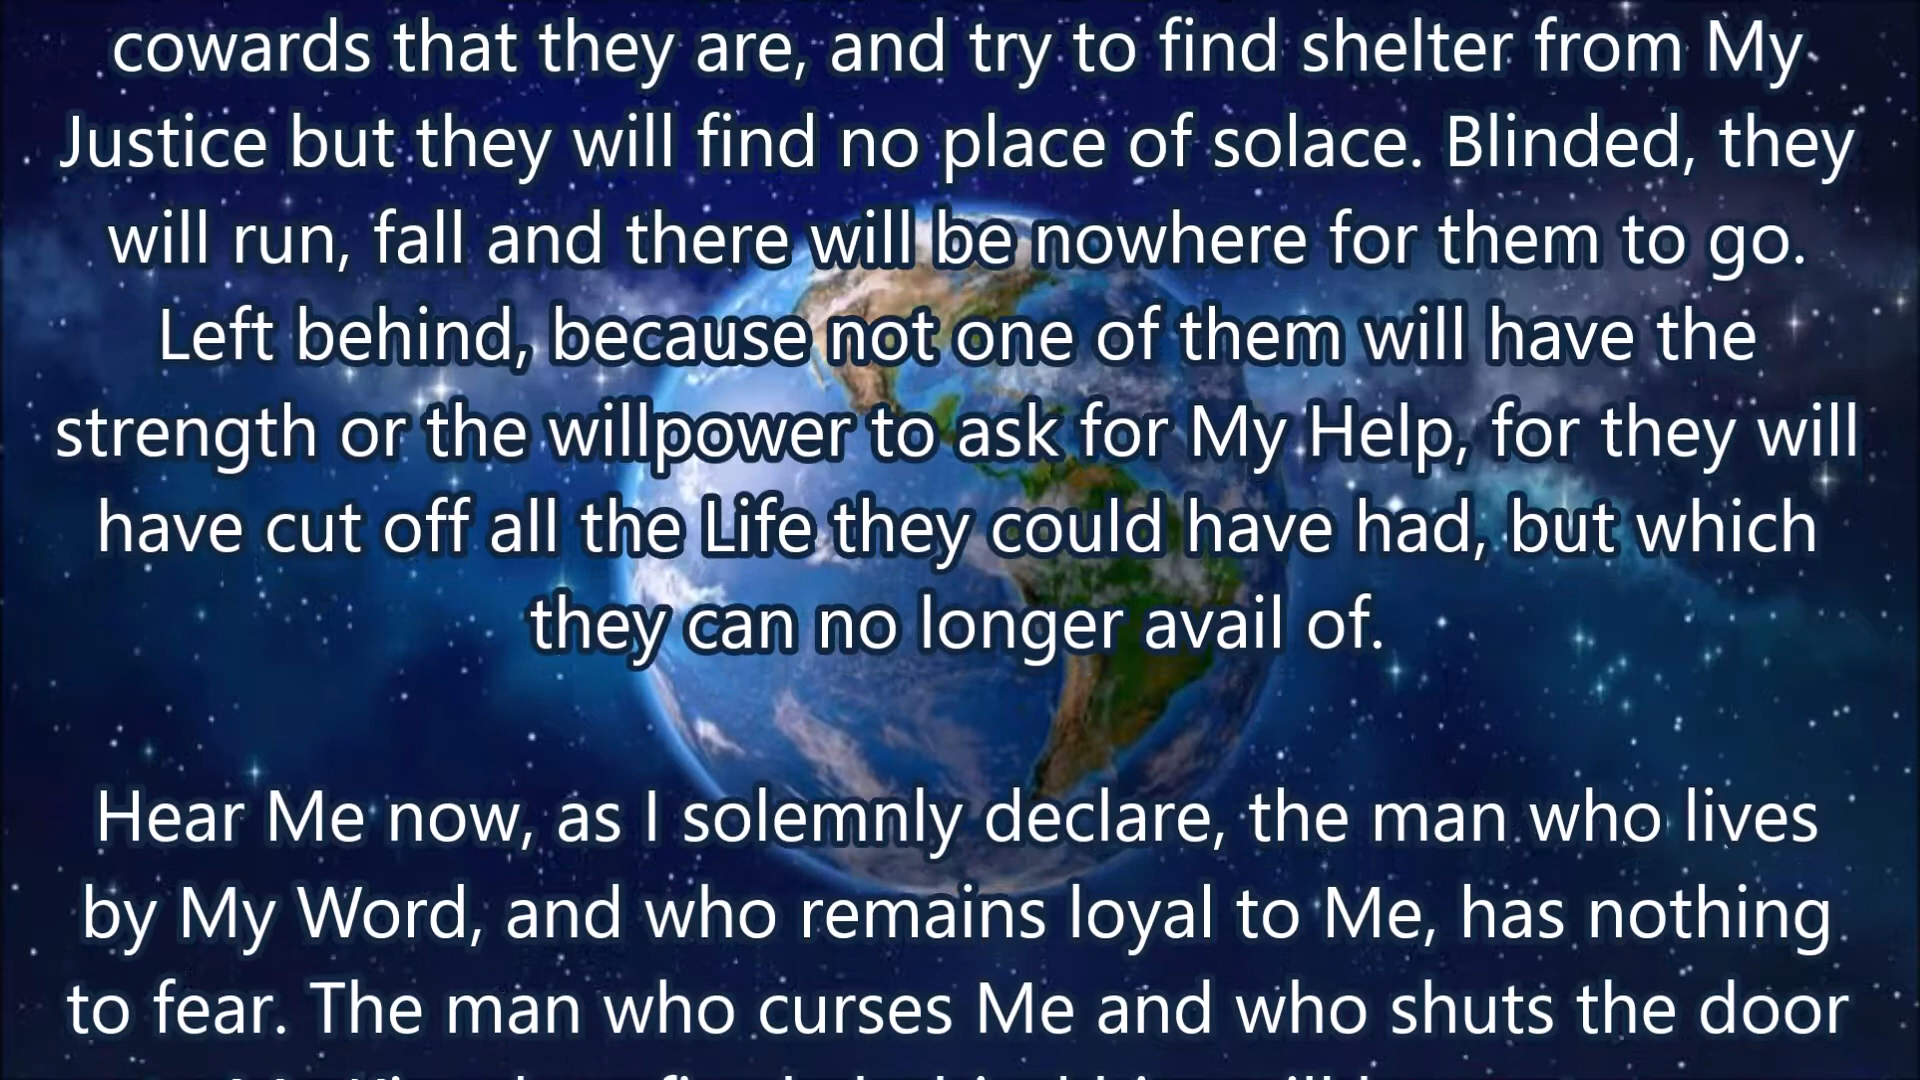 cowards that they are, and try to find shelter from My
Justice but they will find no place of solace. Blinded, they
will run, fall and there will be nowhere for them to go.
Left behind, because not one of them will have the
strength or the willpower to ask for My Help, for they will
have cut off all the Life they could have had, but which
they can no longer avail of.
Hear Me now, as I solemnly declare, the man who lives
by My Word, and who remains loyal to Me, has nothing
to fear. The man who curses Me and who shuts the door